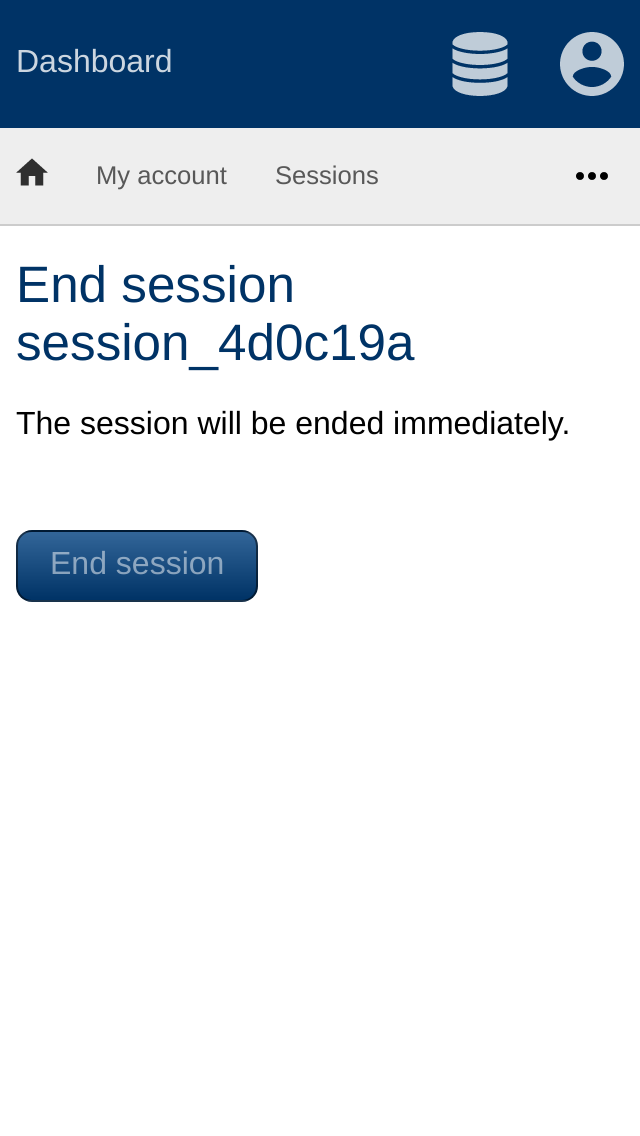 Dashboard
My account Sessions
End session
session_4d0c19a
The session will be ended immediately.
End session